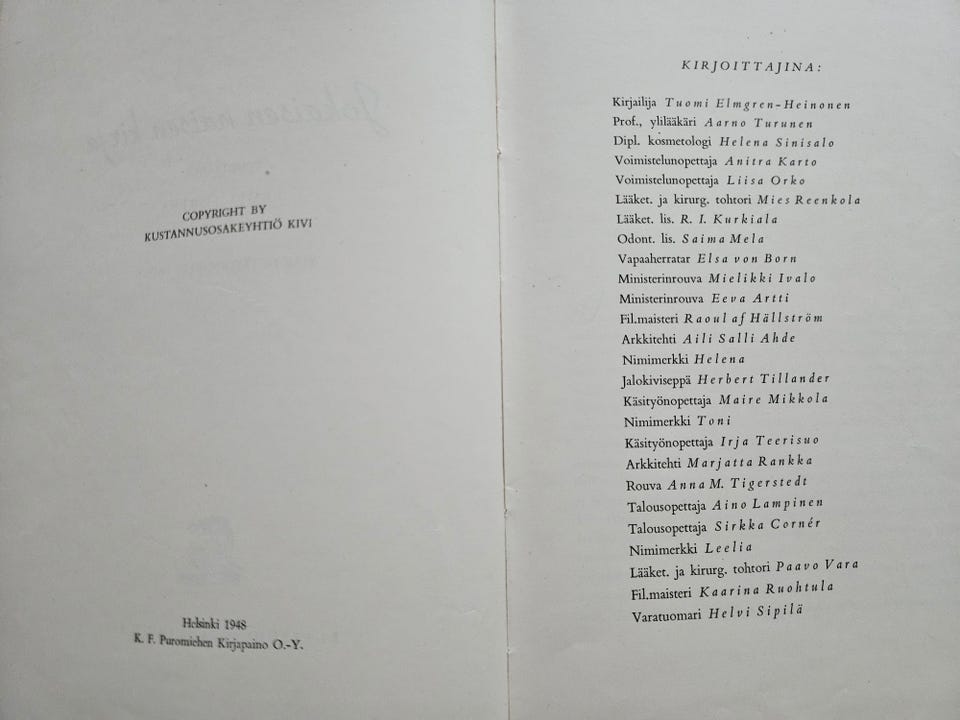 COPYRIGHT BY
KUSTANNUSOSAKEYHTIÖ KIVI
Helsinki 1948
K. F. Puromiehen Kirjapaino O.-Y.
KIRJOITTAJINA:
Kirjailija Tuomi Elmgren-Heinonen
Prof., ylilääkäri Aarno Turunen
Dipl. kosmetologi Helena Sinisalo
Voimistelunopettaja Anitra Karto
Voimistelunopettaja Liisa Orko
Lääket. ja kirurg. tohtori Mies Reenkola
Lääket. lis. R. I. Kurkiala
Odont. lis. Saima Mela
Vapaaherratar Elsa von Born
Ministerinrouva Mielikki Ivalo
Ministerinrouva Eeva Artti
Fil.maisteri Raoul af Hällström
Arkkitehti Aili Salli Ahde
Nimimerkki Helena
Jalokiviseppä Herbert Tillander
Käsityönopettaja Maire Mikkola
Nimimerkki Toni
Käsityönopettaja Irja Teerisuo
Arkkitehti Marjatta Rankka
Rouva Anna M. Tigerstedt
Talousopettaja Aino Lampinen
Talousopettaja Sirkka Cornér
Nimimerkki Leelia
Lääket. ja kirurg. tohtori Paavo Vara
Fil.maisteri Kaarina Ruohtula
Varatuomari Helvi Sipilä